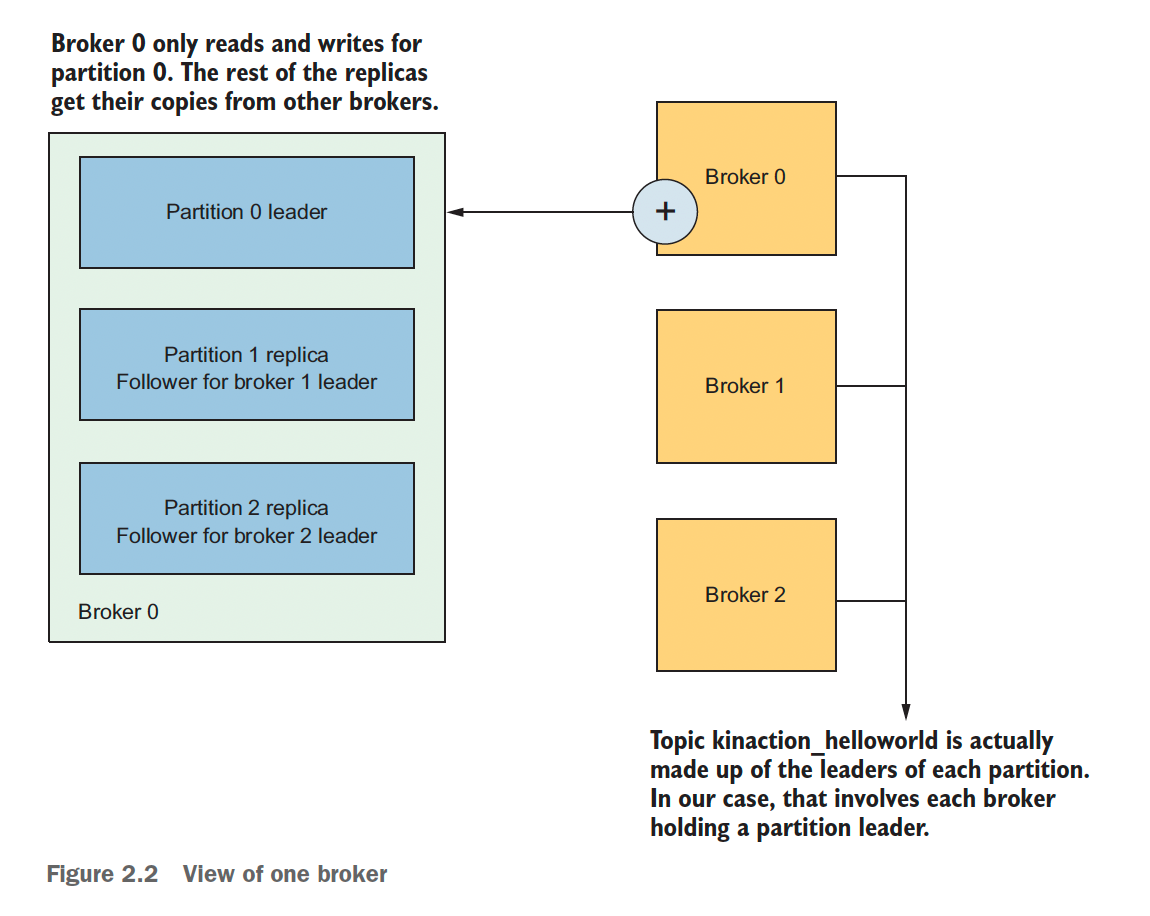 Broker 0 only reads and writes for
partition 0. The rest of the replicas
get their copies from other brokers.
Partition 0 leader
Partition 1 replica
Follower for broker 1 leader
Partition 2 replica
Follower for broker 2 leader
Broker 0
+
Broker 0
Broker 1
Broker 2
Topic kinaction_helloworld is actually
made up of the leaders of each partition.
In our case, that involves each broker
holding a partition leader.
Figure 2.2 View of one broker